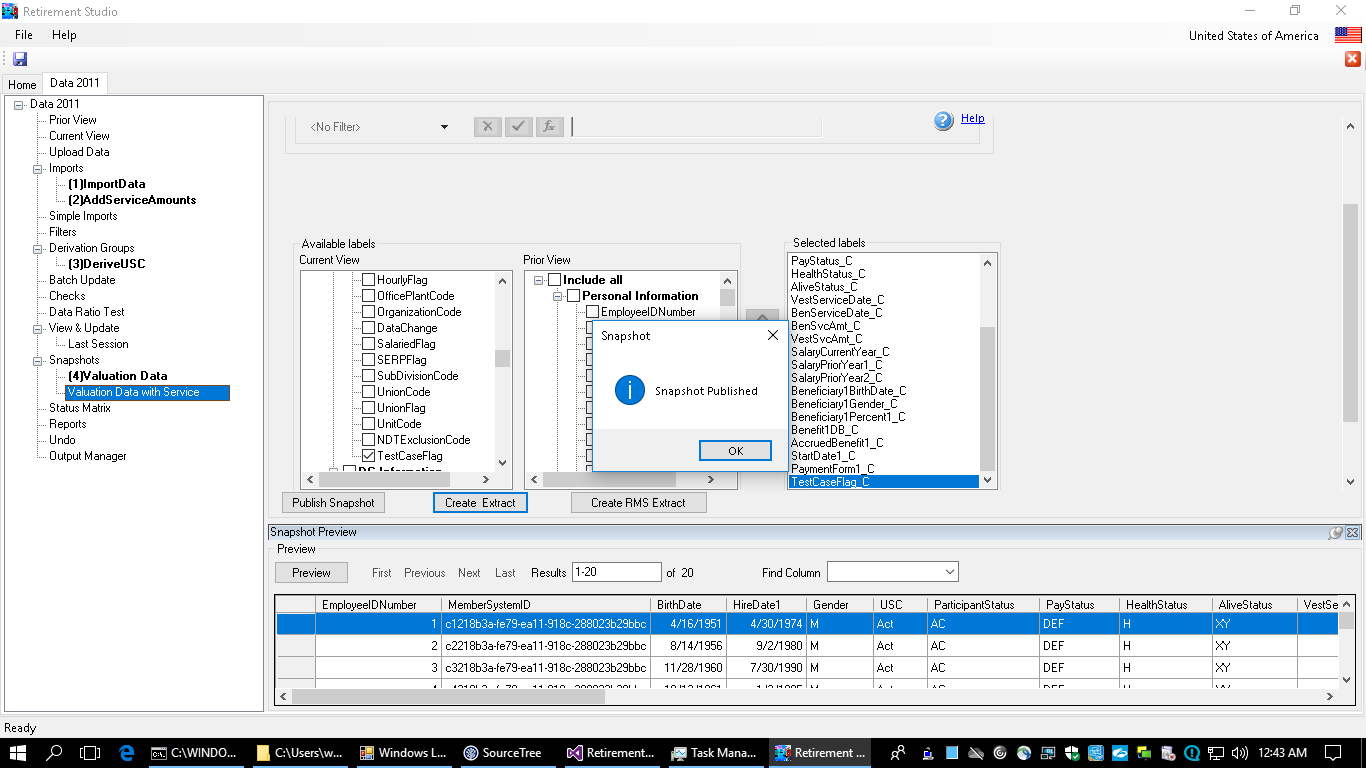 Retirement Studio
File Help
United States of America
Home Data 2011
Data 2011
Prior View
Current View
Upload Data
Imports
(1)ImportData
(2)AddServiceAmounts
Simple Imports
Filters
Derivation Groups
(3)DeriveUSC
Batch Update
Checks
Data Ratio Test
View & Update
Last Session
Snapshots
(4)Valuation Data
Valuation Data with Service
Status Matrix
Reports
Undo
Output Manager
<No Filter>
fx
? Help
Available labels
Current View
HourlyFlag
OfficePlantCode
OrganizationCode
DataChange
SalariedFlag
SERPFlag
SubDivisionCode
UnionCode
UnionFlag
UnitCode
NDTExclusionCode
TestCaseFlag
Prior View
Include all
Personal Information
EmployeeIDNumber
Selected labels
PayStatus_C
HealthStatus_C
AliveStatus_C
VestServiceDate_C
BenServiceDate_C
BenSvcAmt_C
VestSvcAmt_C
SalaryCurrentYear_C
SalaryPriorYear1_C
SalaryPriorYear2_C
Beneficiary1BirthDate_C
Beneficiary1Gender_C
Beneficiary1Percent1_C
Benefit1DB_C
AccruedBenefit1_C
StartDate1_C
PaymentForm1_C
TestCaseFlag_C
Snapshot
Snapshot Published
OK
Publish Snapshot
Create Extract
Create RMS Extract
Snapshot Preview
Preview
Preview First Previous Next Last Results 1-20 of 20 Find Column
EmployeeIDNumber MemberSystemID BirthDate HireDate1 Gender USC ParticipantStatus PayStatus HealthStatus AliveStatus VestSe
1 c1218b3a-fe79-ea11-918c-288023b29bbc 4/16/1951 4/30/1974 M Act AC DEF H XY
2 c2218b3a-fe79-ea11-918c-288023b29bbc 8/14/1956 9/2/1980 M Act AC DEF H XY
3 c3218b3a-fe79-ea11-918c-288023b29bbc 11/28/1960 7/30/1990 M Act AC DEF H XY
Ready
C:\WINDO... C:\Users\w... Windows L... SourceTree Retirement... Task Mana... Retirement ... 12:43 AM